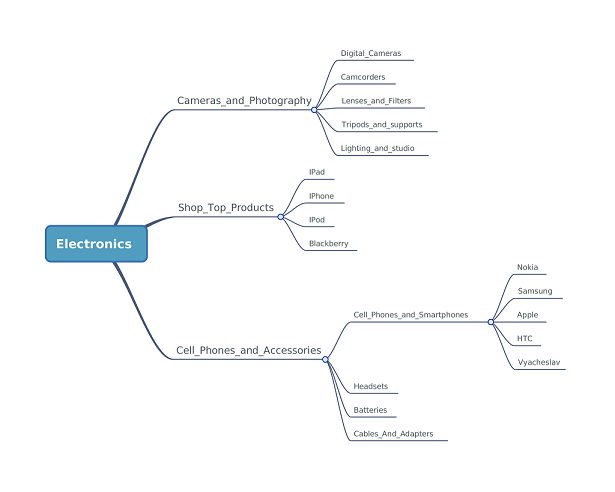 Electronics
Cameras_and_Photography
Digital_Cameras
Camcorders
Lenses_and_Filters
Tripods_and_supports
Lighting_and_studio
Shop_Top_Products
IPad
IPhone
IPod
Blackberry
Cell_Phones_and_Accessories
Cell_Phones_and_Smartphones
Nokia
Samsung
Apple
HTC
Vyacheslav
Headsets
Batteries
Cables_And_Adapters